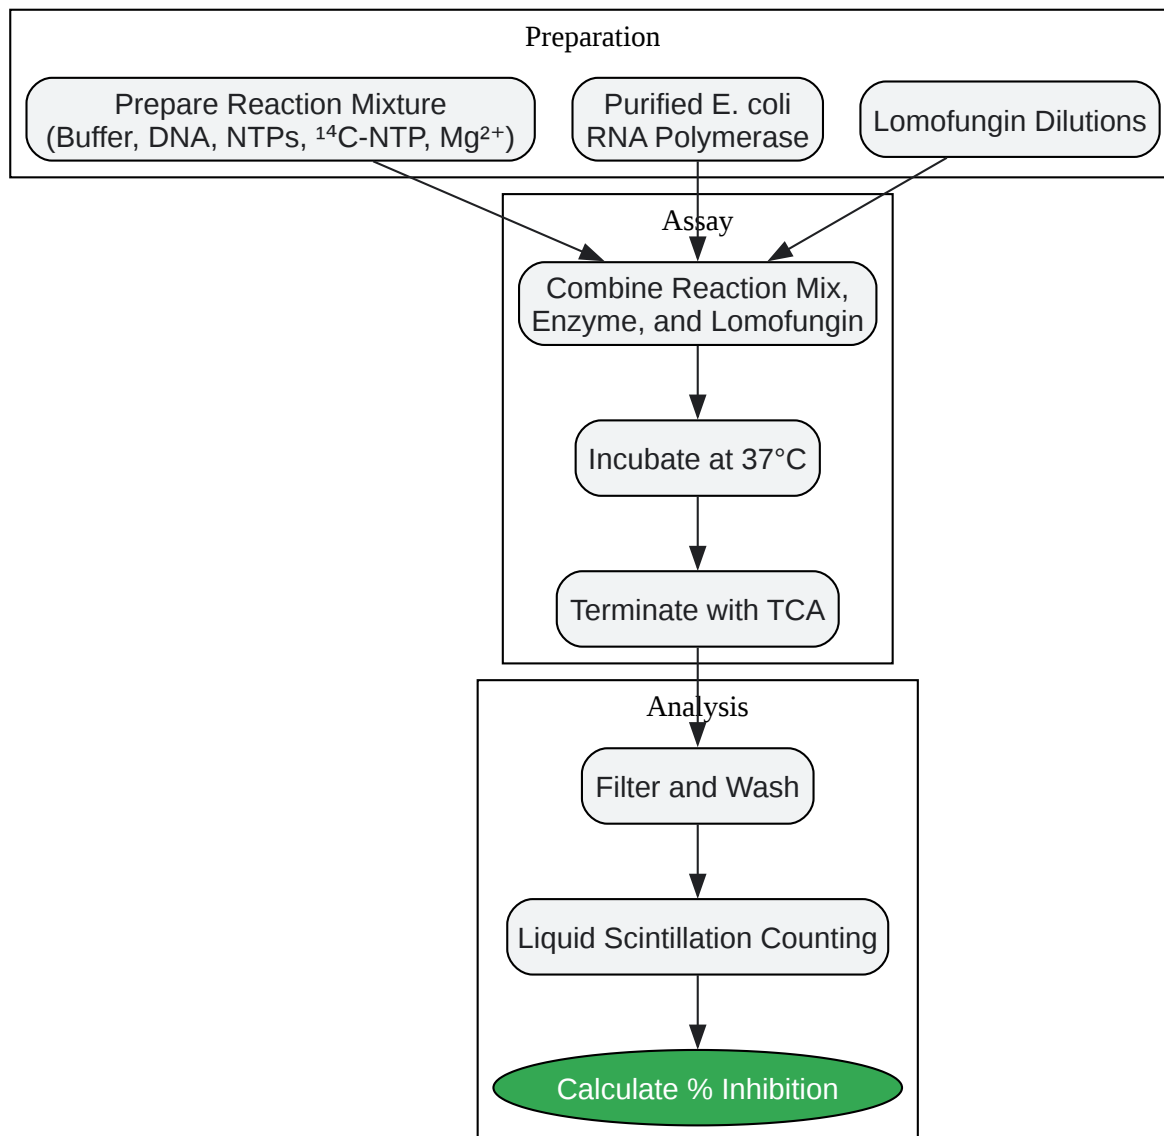 Preparation
Prepare Reaction Mixture
(Buffer, DNA, NTPs, ¹⁴C-NTP, Mg²⁺)
Purified E. coli
RNA Polymerase
Lomofungin Dilutions
Assay
Combine Reaction Mix,
Enzyme, and Lomofungin
Incubate at 37°C
Terminate with TCA
Analysis
Filter and Wash
Liquid Scintillation Counting
Calculate % Inhibition